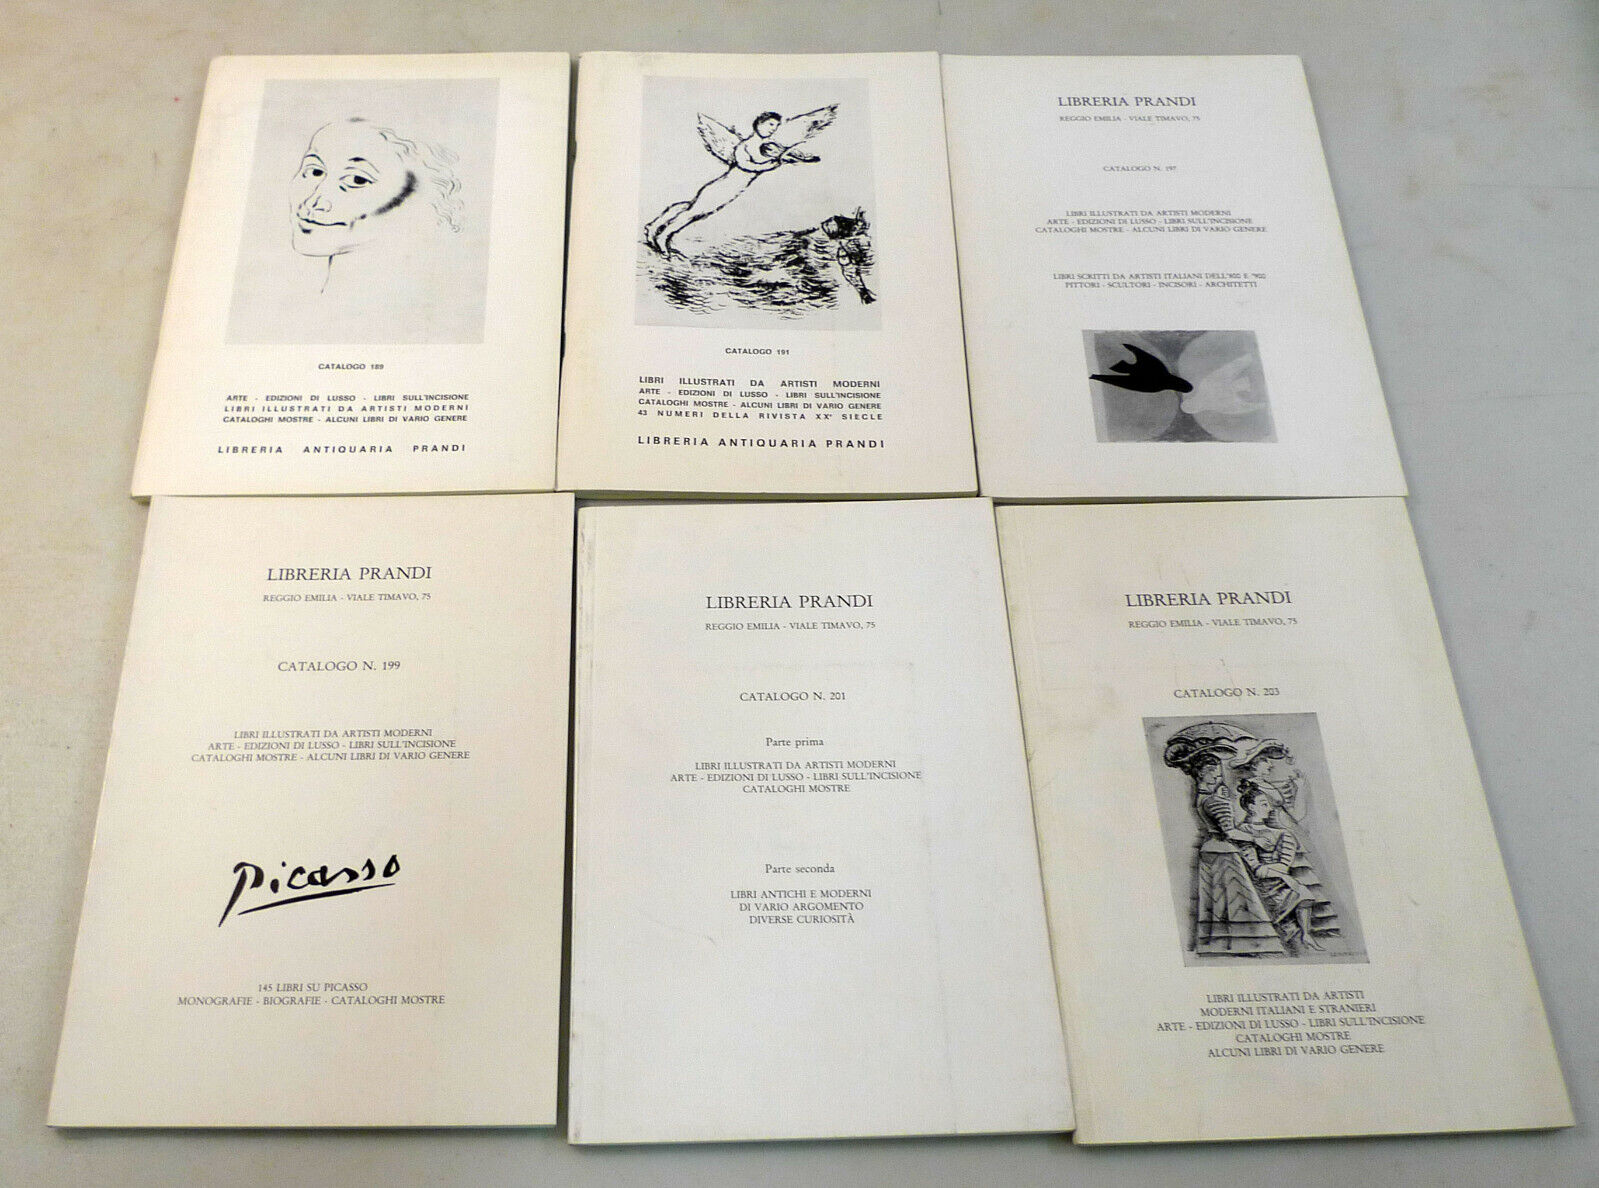 CATALOGO 189
ARTE - EDIZIONI DI LUSSO - LIBRI SULL'INCISIONE
LIBRI ILLUSTRATI DA ARTISTI MODERNI
CATALOGHI MOSTRE - ALCUNI LIBRI DI VARIO GENERE
LIBRERIA ANTIQUARIA PRANDI
CATALOGO 191
LIBRI ILLUSTRATI DA ARTISTI MODERNI
ARTE - EDIZIONI DI LUSSO - LIBRI SULL'INCISIONE
CATALOGHI MOSTRE - ALCUNI LIBRI DI VARIO GENERE
43 NUMERI DELLA RIVISTA XXe SIECLE
LIBRERIA ANTIQUARIA PRANDI
LIBRERIA PRANDI
REGGIO EMILIA - VIALE TIMAVO, 75
CATALOGO N. 197
LIBRI ILLUSTRATI DA ARTISTI MODERNI
ARTE - EDIZIONI DI LUSSO - LIBRI SULL'INCISIONE
CATALOGHI MOSTRE - ALCUNI LIBRI DI VARIO GENERE
LIBRI SCRITTI DA ARTISTI ITALIANI DELL'800 E '900
PITTORI - SCULTORI - INCISORI - ARCHITETTI
LIBRERIA PRANDI
REGGIO EMILIA - VIALE TIMAVO, 75
CATALOGO N. 199
LIBRI ILLUSTRATI DA ARTISTI MODERNI
ARTE - EDIZIONI DI LUSSO - LIBRI SULL'INCISIONE
CATALOGHI MOSTRE - ALCUNI LIBRI DI VARIO GENERE
Picasso
145 LIBRI SU PICASSO
MONOGRAFIE - BIOGRAFIE - CATALOGHI MOSTRE
LIBRERIA PRANDI
REGGIO EMILIA - VIALE TIMAVO, 75
CATALOGO N. 201
Parte prima
LIBRI ILLUSTRATI DA ARTISTI MODERNI
ARTE - EDIZIONI DI LUSSO - LIBRI SULL'INCISIONE
CATALOGHI MOSTRE
Parte seconda
LIBRI ANTICHI E MODERNI
DI VARIO ARGOMENTO
DIVERSE CURIOSITÀ
LIBRERIA PRANDI
REGGIO EMILIA - VIALE TIMAVO, 75
CATALOGO N. 203
LIBRI ILLUSTRATI DA ARTISTI
MODERNI ITALIANI E STRANIERI
ARTE - EDIZIONI DI LUSSO - LIBRI SULL'INCISIONE
CATALOGHI MOSTRE
ALCUNI LIBRI DI VARIO GENERE